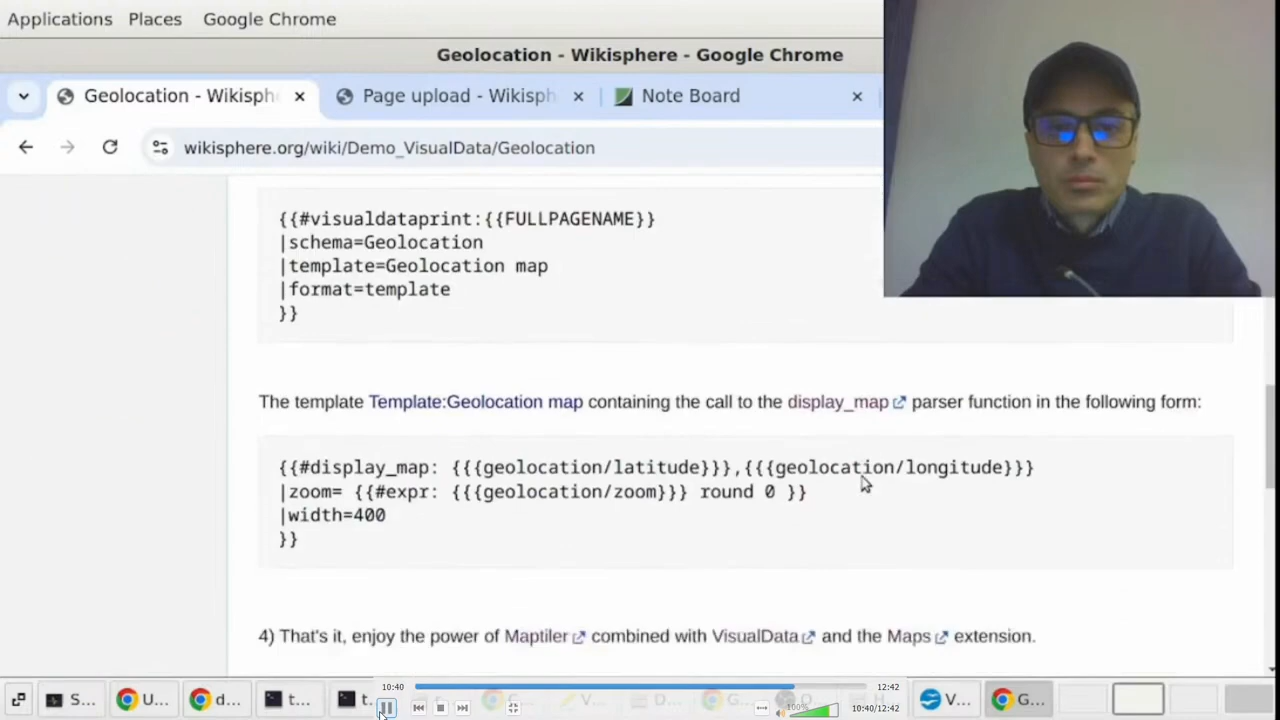 Applications Places Google Chrome
Geolocation - Wikisphere - Google Chrome
Geolocation - Wikisph
Page upload - Wikisph
Note Board
wikisphere.org/wiki/Demo_VisualData/Geolocation
{{#visualdataprint:{{FULLPAGENAME}}
|schema=Geolocation
|template=Geolocation map
|format=template
}}
The template Template:Geolocation map containing the call to the display_map parser function in the following form:
{{#display_map: {{{geolocation/latitude}}},{{{geolocation/longitude}}}
|zoom= {{#expr: {{{geolocation/zoom}}} round 0 }}
|width=400
}}
4) That's it, enjoy the power of Maptiler combined with VisualData and the Maps extension.
10:40 12:42
S... U... d... t... t... V... G...
100% 10:40/12:42